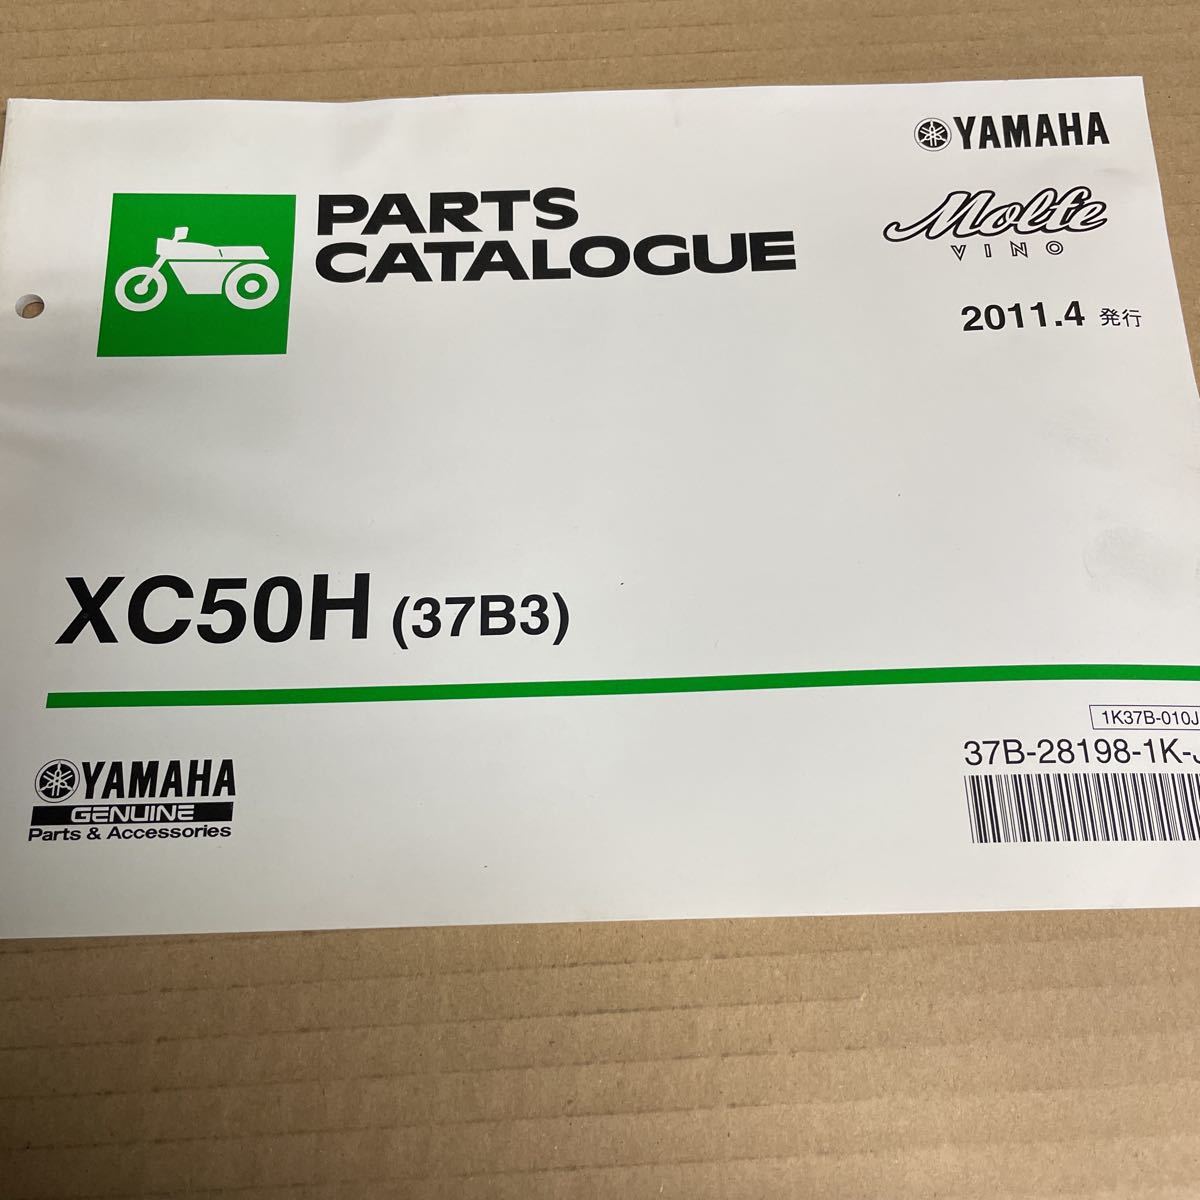 YAMAHA
PARTS
CATALOGUE
Molfe
VINO
2011.4 発行
XC50H (37B3)
1K37B-010J
37B-28198-1K-J
YAMAHA
GENUINE
Parts & Accessories